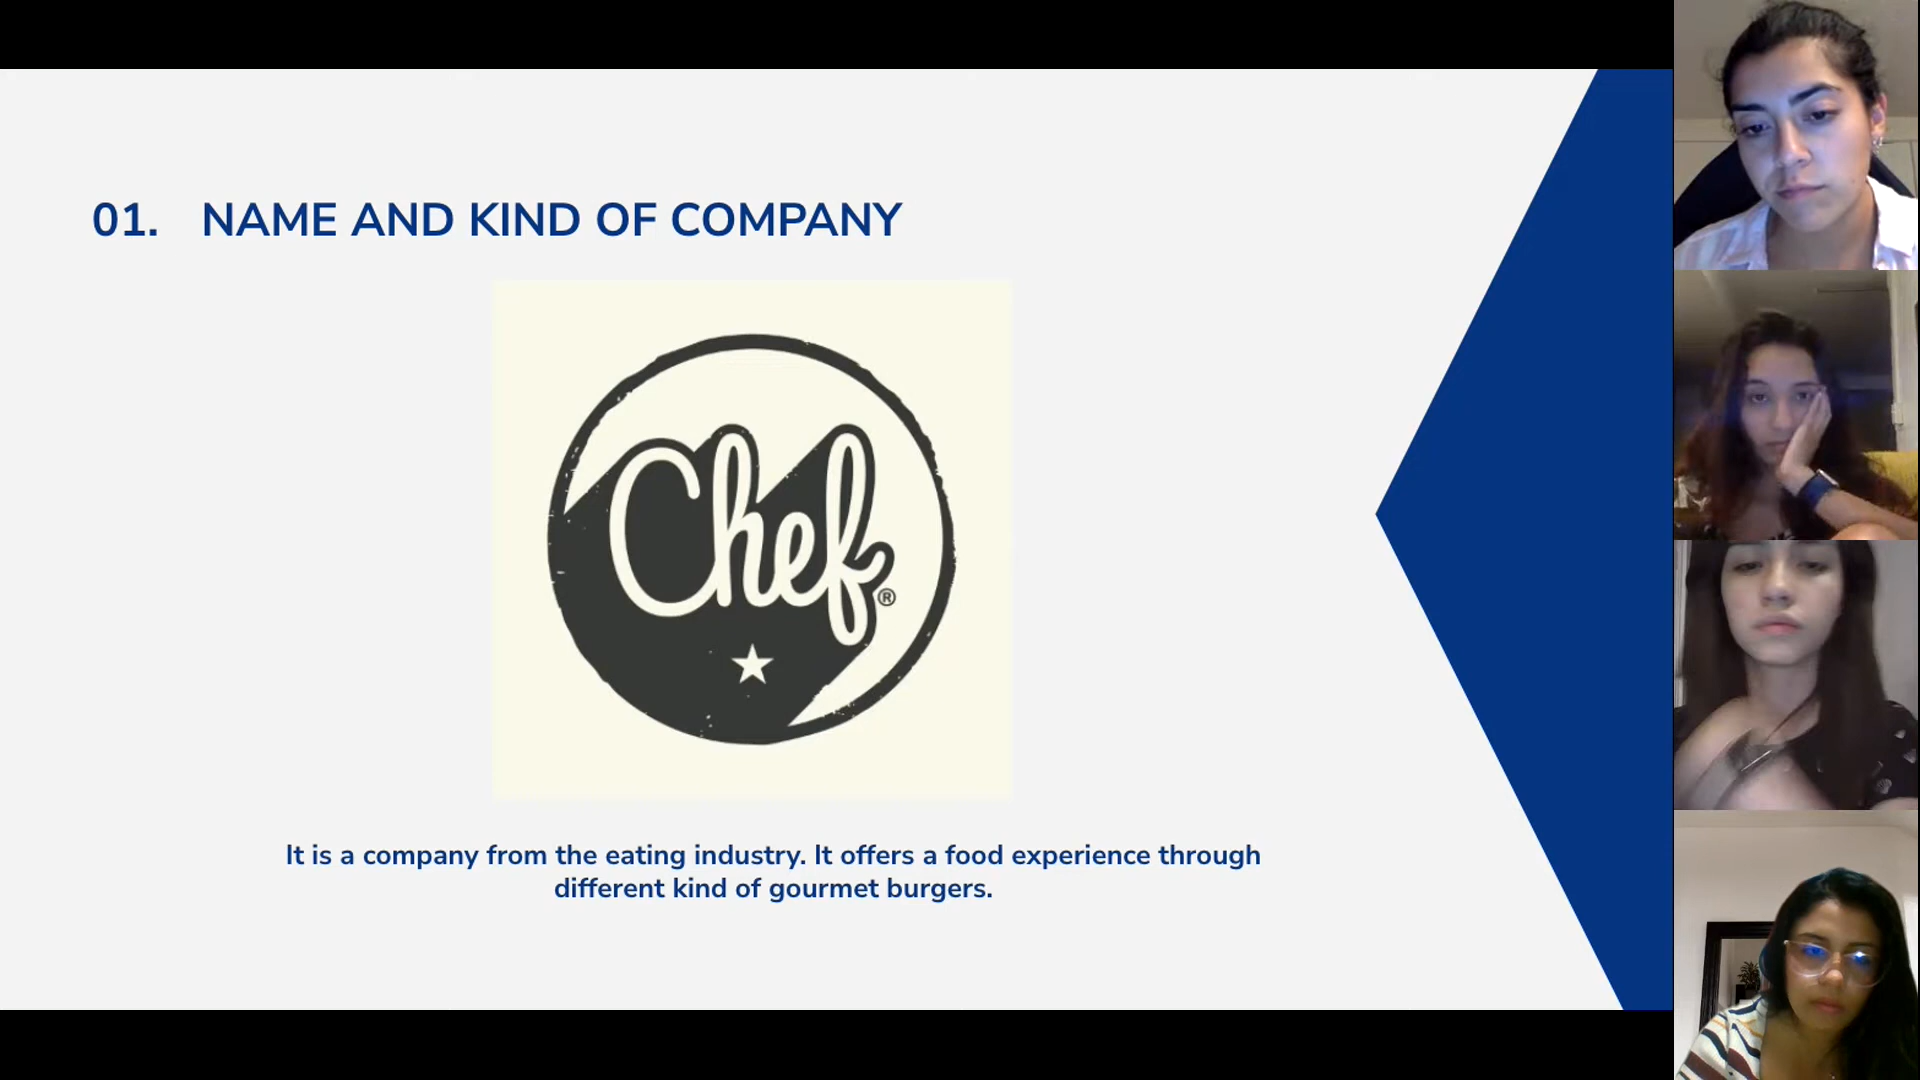 01. NAME AND KIND OF COMPANY
Chef®
It is a company from the eating industry. It offers a food experience through
different kind of gourmet burgers.